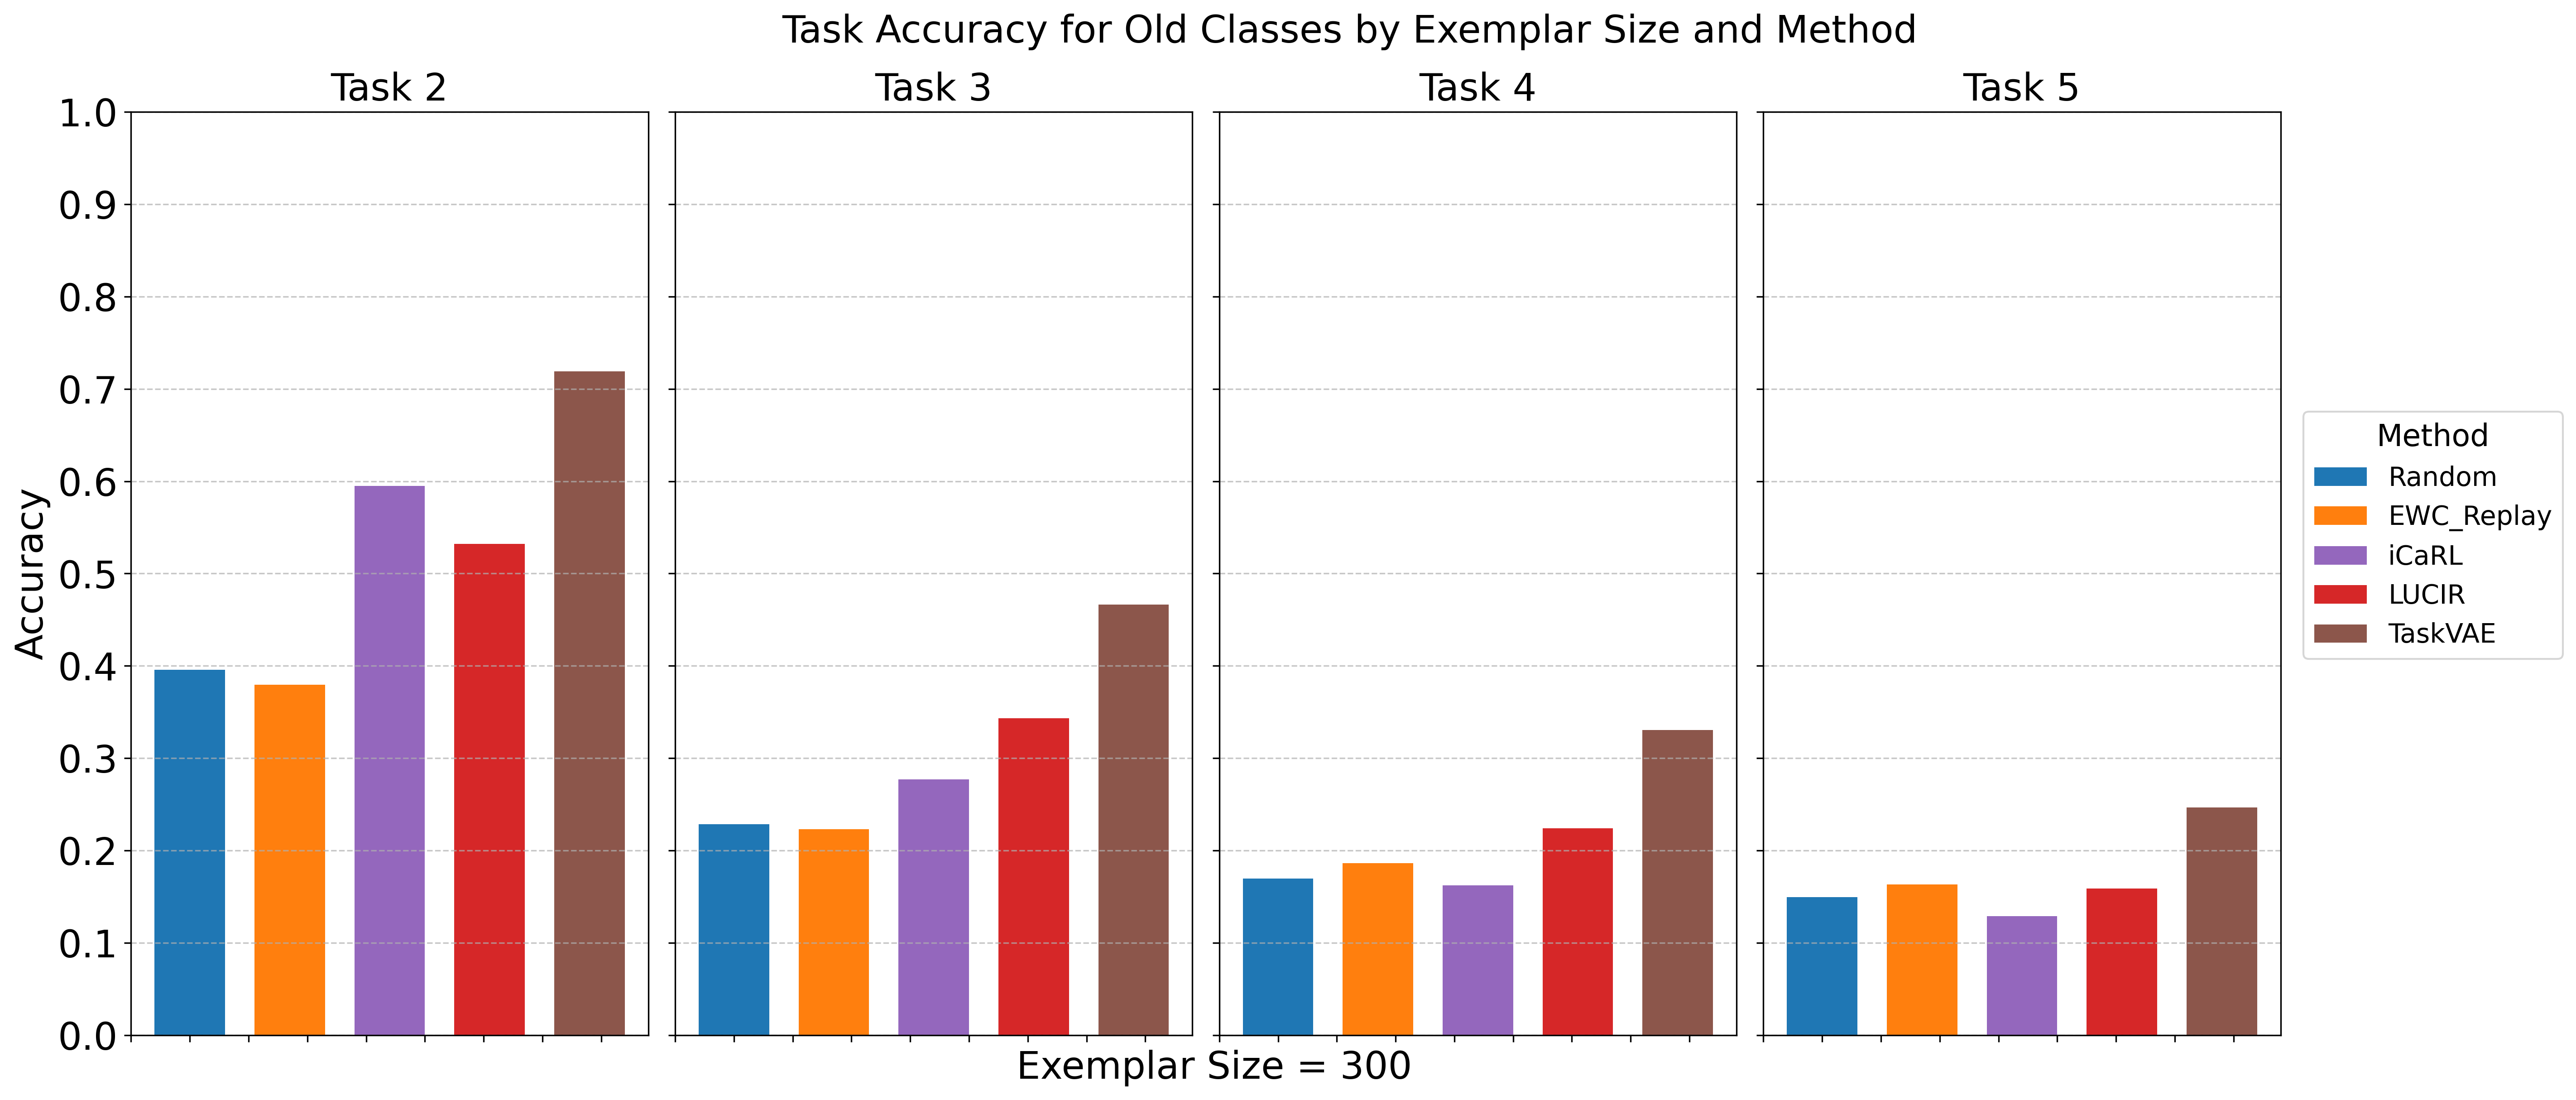 Task Accuracy for Old Classes by Exemplar Size and Method
Task 2
Task 3
Task 4
Task 5
1.0
0.9
0.8
0.7
0.6
0.5
0.4
0.3
0.2
0.1
0.0
Accuracy
Exemplar Size = 300
Method
Random
EWC_Replay
iCaRL
LUCIR
TaskVAE